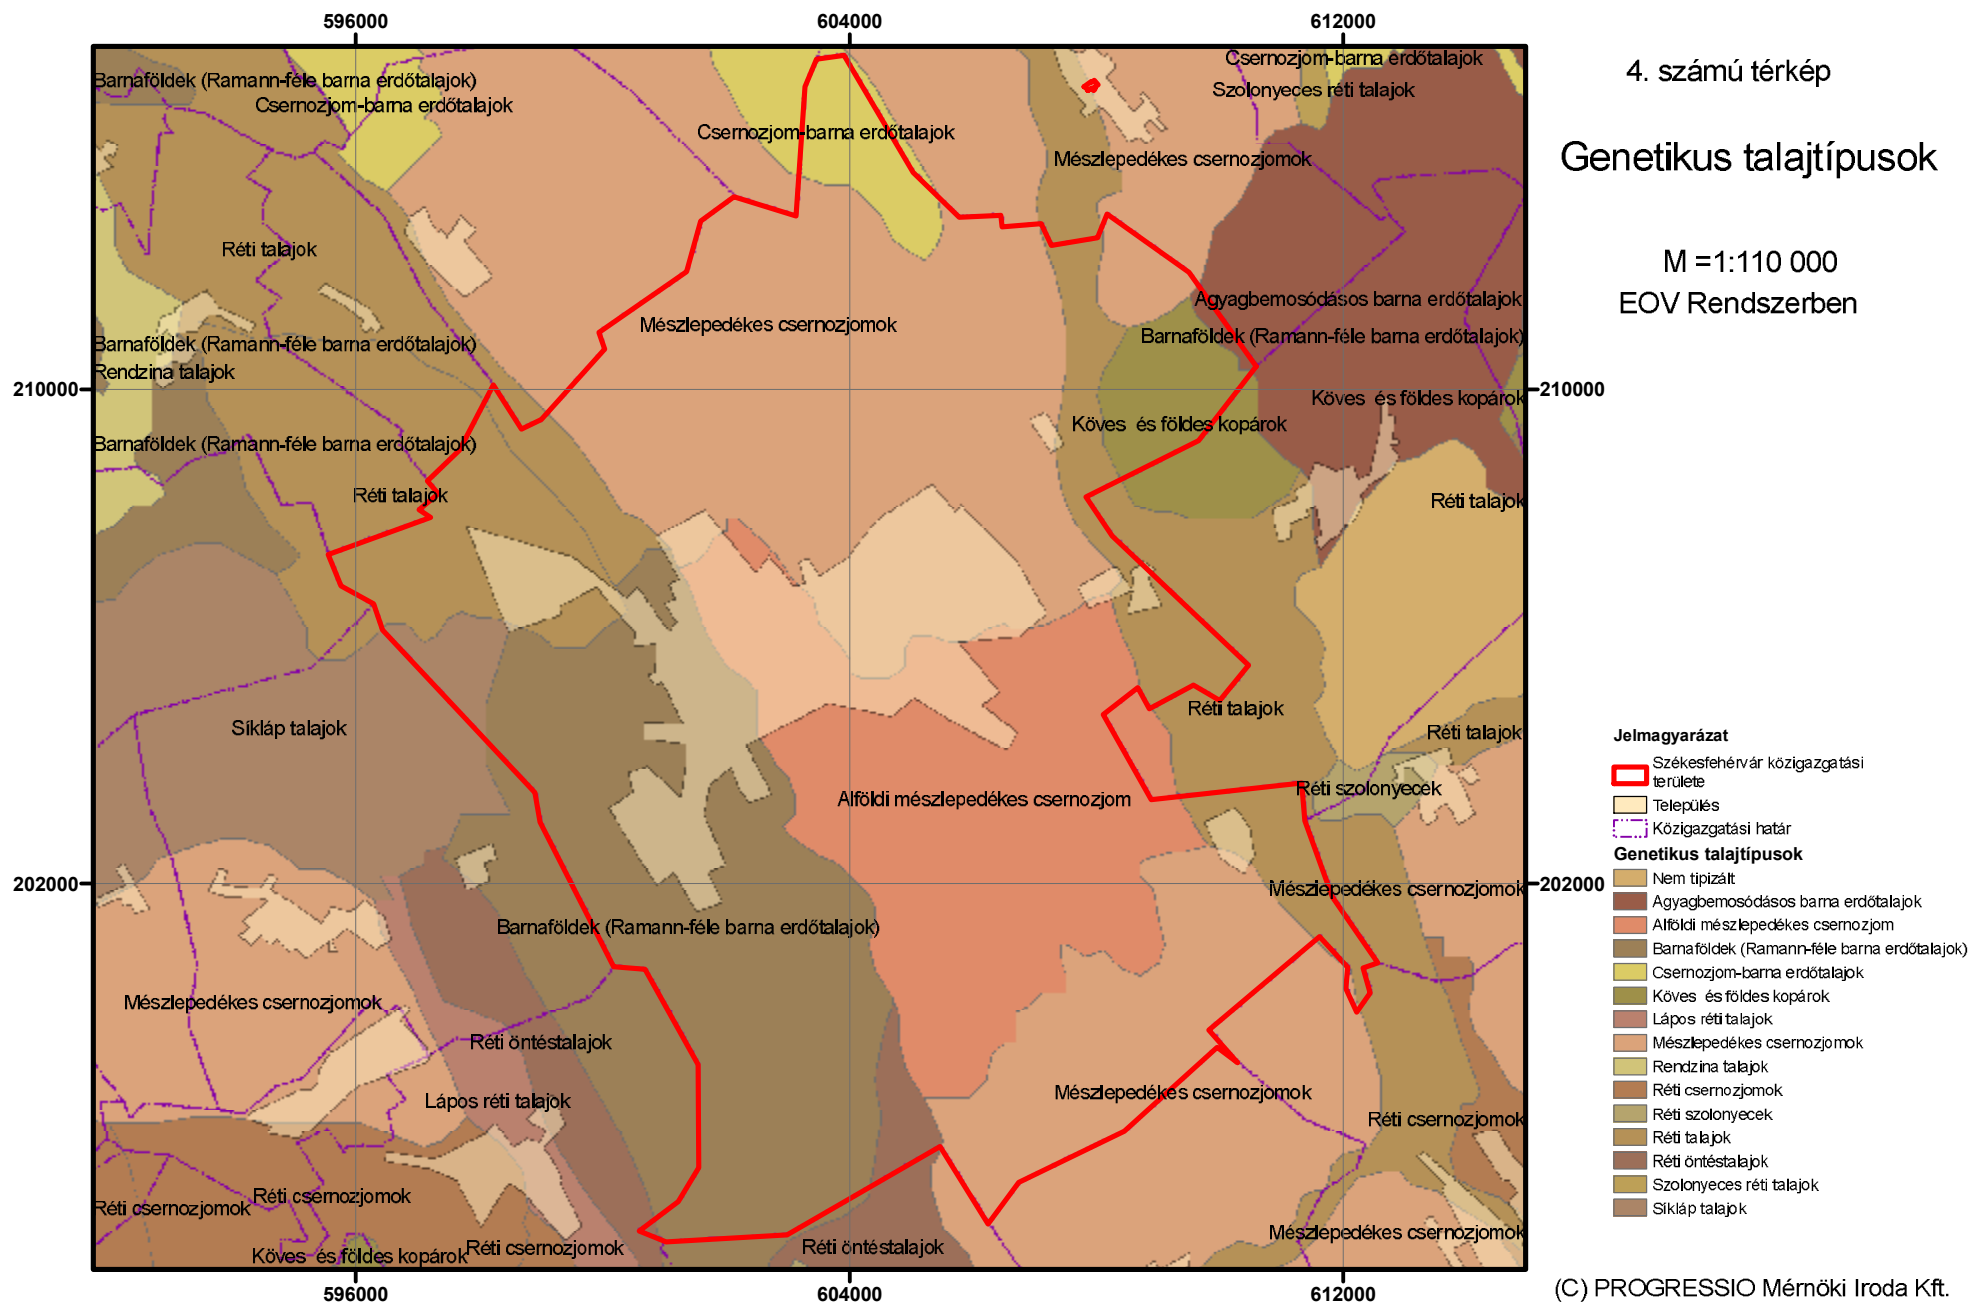 596000
604000
612000
4. számú térkép
Genetikus talajtípusok
M =1:110 000
EOV Rendszerben
Csernozjom-barna erdőtalajok
Barnaföldek (Ramann-féle barna erdőtalajok)
Szolonyeces réti talajok
Csernozjom-barna erdőtalajok
Csernozjom-barna erdőtalajok
Mészlepedékes csernozjomok
Réti talajok
Agyagbemosódásos barna erdőtalajok
Mészlepedékes csernozjomok
Barnaföldek (Ramann-féle barna erdőtalajok)
Barnaföldek (Ramann-féle barna erdőtalajok)
Rendzina talajok
210000
210000
Köves és földes kopárok
Köves és földes kopárok
Barnaföldek (Ramann-féle barna erdőtalajok)
Réti talajok
Réti talajok
Réti talajok
Síkláp talajok
Réti talajok
Réti szolonyecek
Alföldi mészlepedékes csernozjom
202000
202000
Mészlepedékes csernozjomok
Barnaföldek (Ramann-féle barna erdőtalajok)
Mészlepedékes csernozjomok
Réti öntéstalajok
Mészlepedékes csernozjomok
Lápos réti talajok
Réti csernozjomok
Réti csernozjomok
Réti csernozjomok
Mészlepedékes csernozjomok
Réti csernozjomok
Réti öntéstalajok
Köves és földes kopárok
596000
604000
612000
Jelmagyarázat
Székesfehérvár közigazgatási
területe
Település
Közigazgatási határ
Genetikus talajtípusok
Nem tipizált
Agyagbemosódásos barna erdőtalajok
Alföldi mészlepedékes csernozjom
Barnaföldek (Ramann-féle barna erdőtalajok)
Csernozjom-barna erdőtalajok
Köves és földes kopárok
Lápos réti talajok
Mészlepedékes csernozjomok
Rendzina talajok
Réti csernozjomok
Réti szolonyecek
Réti talajok
Réti öntéstalajok
Szolonyeces réti talajok
Síkláp talajok
(C) PROGRESSIO Mérnöki Iroda Kft.